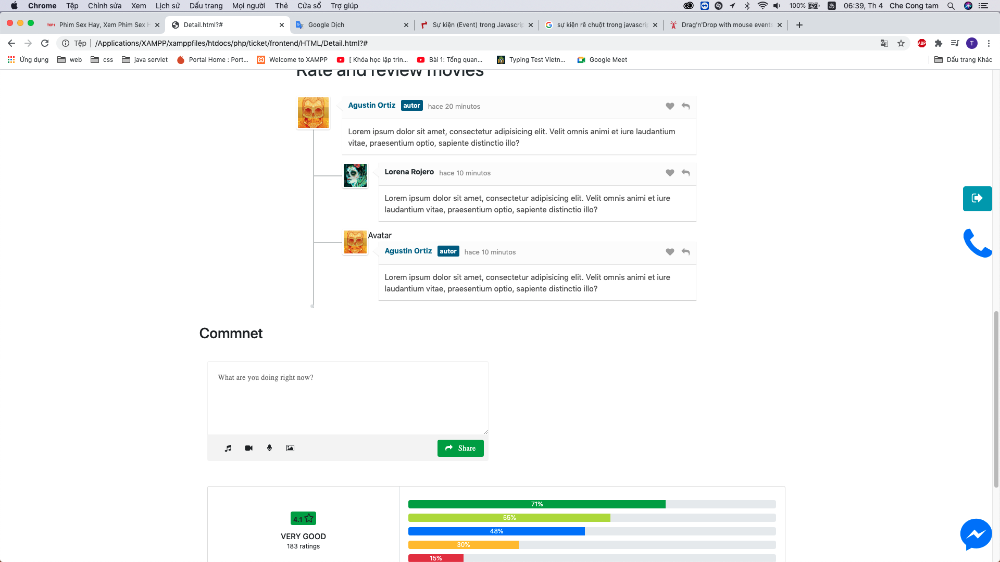 Chrome Tệp Chỉnh sửa Xem Lịch sử Dấu trang Mọi người Thẻ Cửa sổ Trợ giúp 100% あ 06:39, Th 4 Che Cong tam
TOP1 Phim Sex Hay, Xem Phim Sex H Detail.html?# Google Dịch Sự kiện (Event) trong Javascrip sự kiện rê chuột trong javascrip Drag'n'Drop with mouse events
Tệp /Applications/XAMPP/xamppfiles/htdocs/php/ticket/frontend/HTML/Detail.html?# ABP T
Ứng dụng web css java servlet Portal Home : Port... Welcome to XAMPP [ Khóa học lập trìn... Bài 1: Tổng quan... Typing Test Vietn... Google Meet Dấu trang Khác
Rate and review movies
Agustin Ortiz autor hace 20 minutos
Lorem ipsum dolor sit amet, consectetur adipisicing elit. Velit omnis animi et iure laudantium
vitae, praesentium optio, sapiente distinctio illo?
Lorena Rojero hace 10 minutos
Lorem ipsum dolor sit amet, consectetur adipisicing elit. Velit omnis animi et iure
laudantium vitae, praesentium optio, sapiente distinctio illo?
Avatar
Agustin Ortiz autor hace 10 minutos
Lorem ipsum dolor sit amet, consectetur adipisicing elit. Velit omnis animi et iure
laudantium vitae, praesentium optio, sapiente distinctio illo?
Commnet
What are you doing right now?
Share
4.1
VERY GOOD
183 ratings
71%
55%
48%
30%
15%